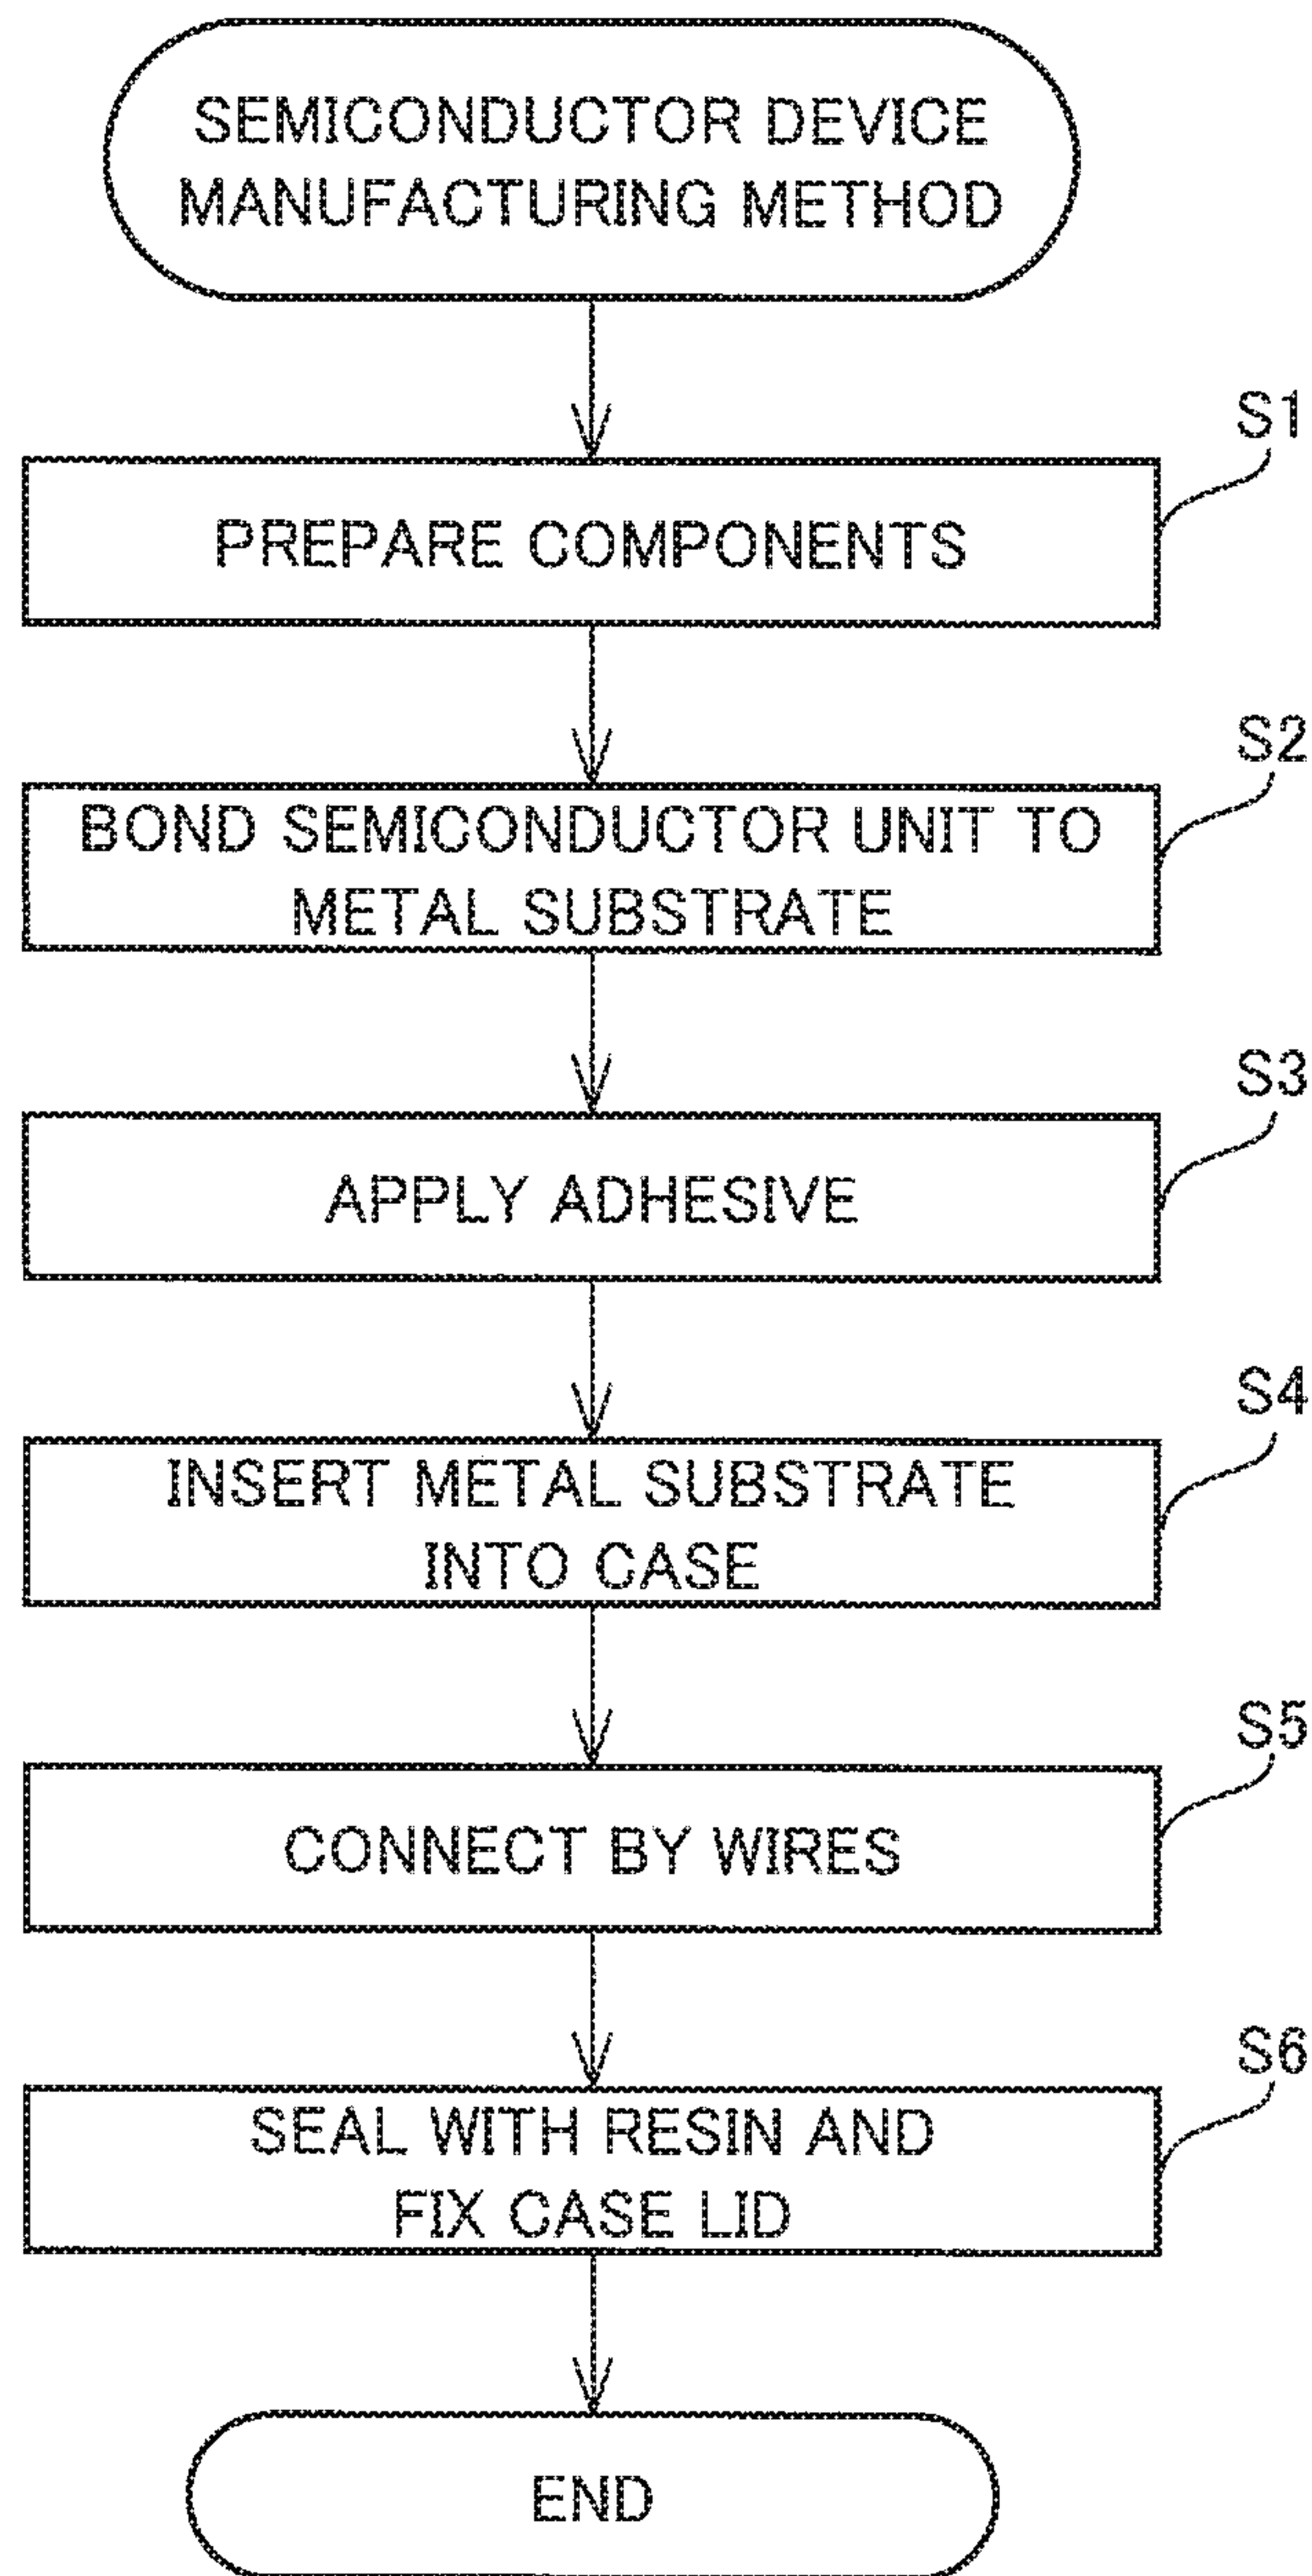 SEMICONDUCTOR DEVICE
MANUFACTURING METHOD
S1
PREPARE COMPONENTS
S2
BOND SEMICONDUCTOR UNIT TO
METAL SUBSTRATE
S3
APPLY ADHESIVE
S4
INSERT METAL SUBSTRATE
INTO CASE
S5
CONNECT BY WIRES
S6
SEAL WITH RESIN AND
FIX CASE LID
END